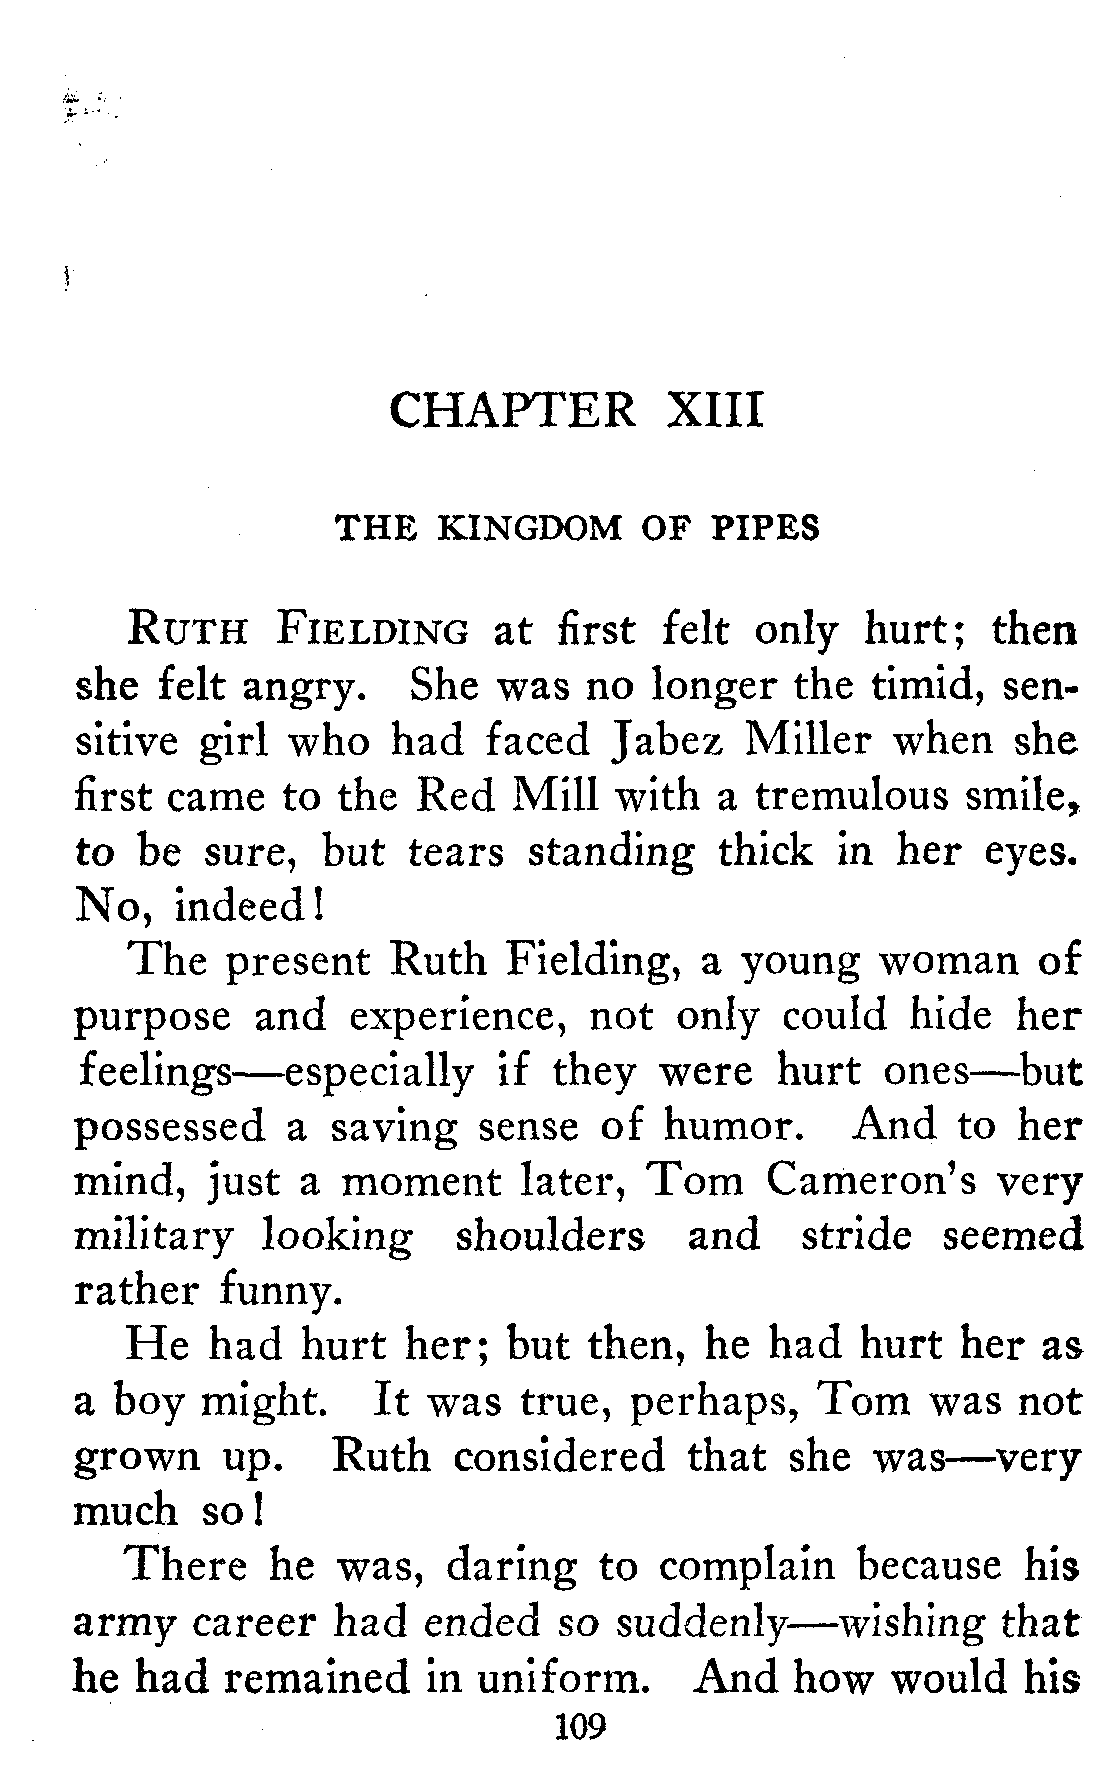 CHAPTER XIII
THE KINGDOM OF PIPES
RUTH FIELDING at first felt only hurt; then
she felt angry. She was no longer the timid, sen-
sitive girl who had faced Jabez Miller when she
first came to the Red Mill with a tremulous smile,
to be sure, but tears standing thick in her eyes.
No, indeed!
The present Ruth Fielding, a young woman of
purpose and experience, not only could hide her
feelings—especially if they were hurt ones—but
possessed a saving sense of humor. And to her
mind, just a moment later, Tom Cameron's very
military looking shoulders and stride seemed
rather funny.
He had hurt her; but then, he had hurt her as
a boy might. It was true, perhaps, Tom was not
grown up. Ruth considered that she was—very
much so!
There he was, daring to complain because his
army career had ended so suddenly—wishing that
he had remained in uniform. And how would his
109